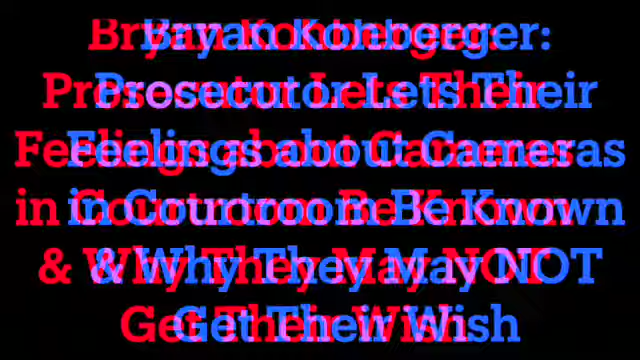 Bryan Kohberger:
Prosecutor Lets Their
Feelings about Cameras
in Courtroom Be Known
& Why They May NOT
Get Their Wish